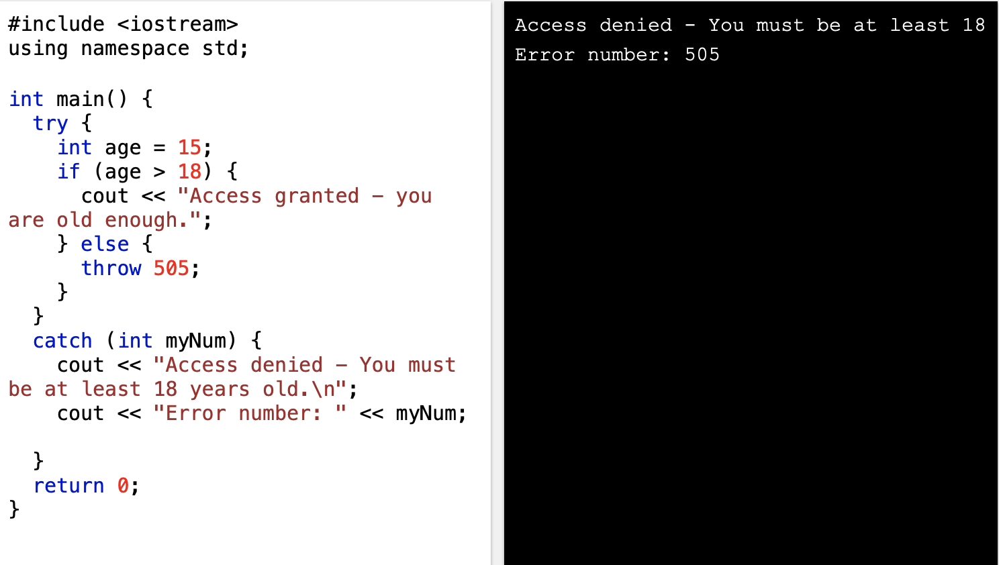 #include <iostream>
using namespace std;

int main() {
  try {
    int age = 15;
    if (age > 18) {
      cout << "Access granted – you
are old enough.";
    } else {
      throw 505;
    }
  }
  catch (int myNum) {
    cout << "Access denied – You must
be at least 18 years old.\n";
    cout << "Error number: " << myNum;

  }
  return 0;
}
Access denied - You must be at least 18
Error number: 505